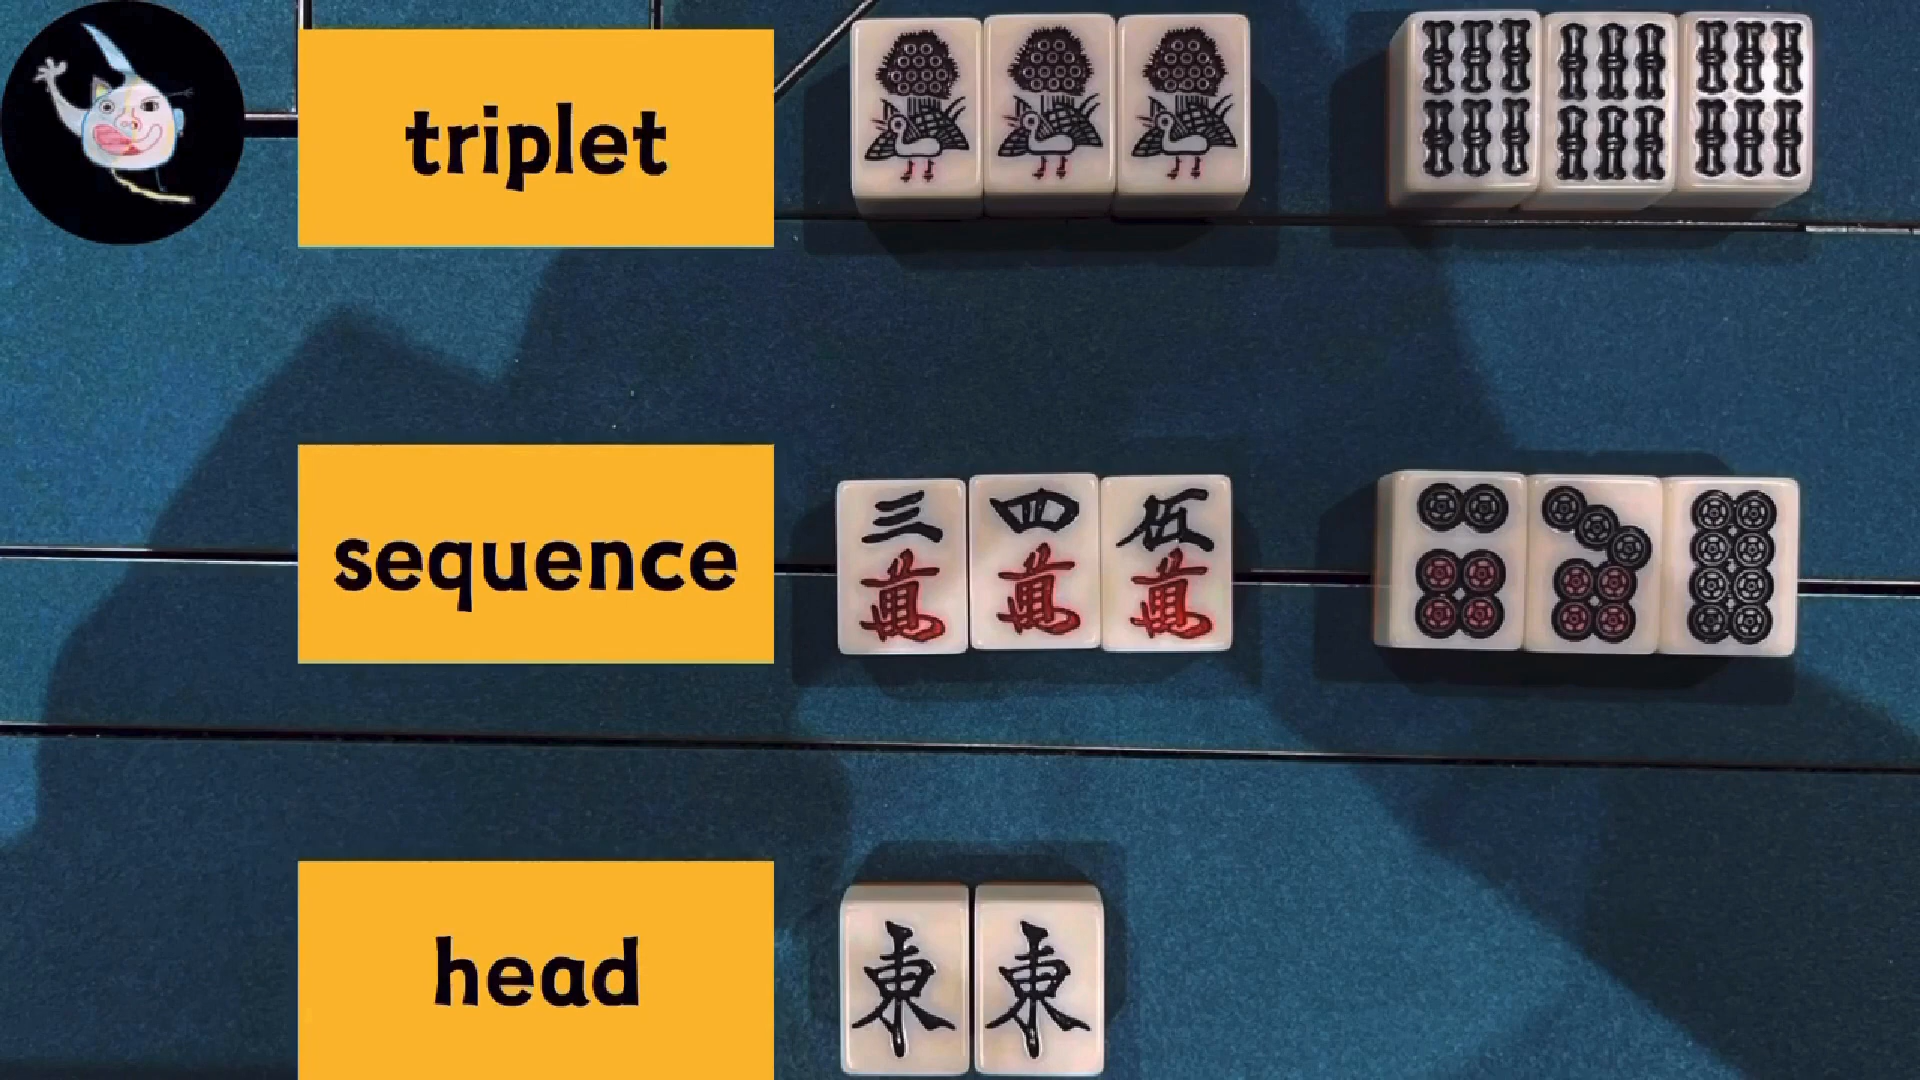 triplet
sequence
三 四 伍
萬 萬 萬
head
東 東